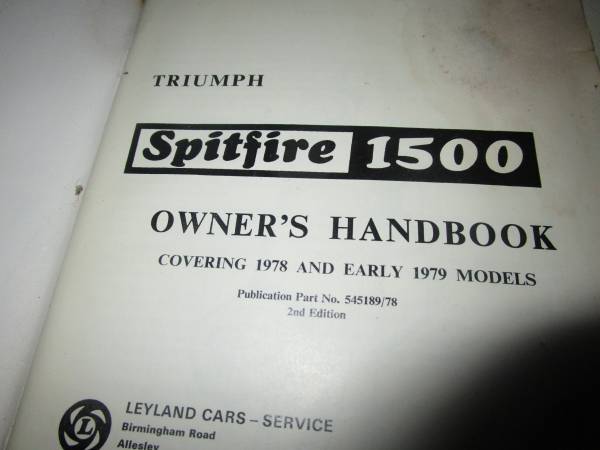 TRIUMPH
Spitfire 1500
OWNER'S HANDBOOK
COVERING 1978 AND EARLY 1979 MODELS
Publication Part No. 545189/78
2nd Edition
L
LEYLAND CARS – SERVICE
Birmingham Road
Allesley